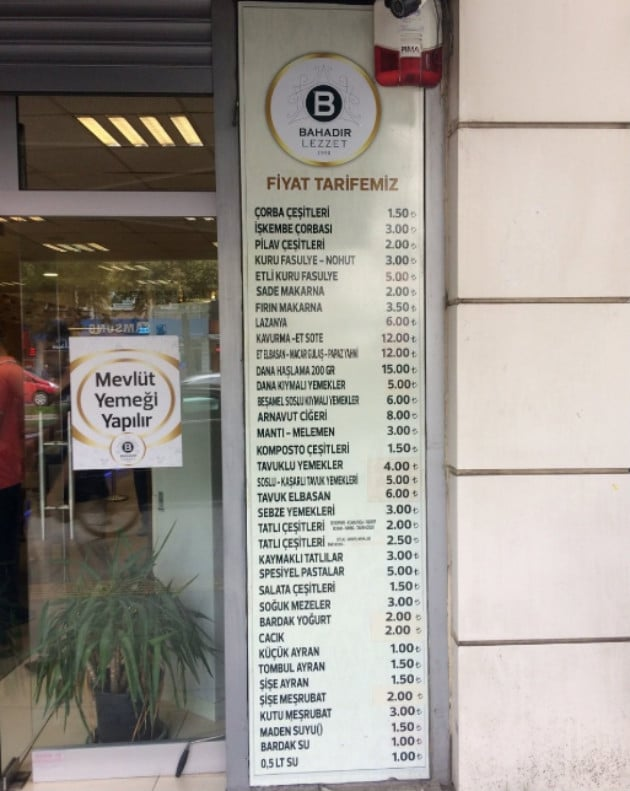 PIMA
B
BAHADIR
LEZZET
FİYAT TARİFEMİZ
ÇORBA ÇEŞİTLERİ 1.50₺
İŞKEMBE ÇORBASI 3.00₺
PİLAV ÇEŞİTLERİ 2.00₺
KURU FASULYE – NOHUT 3.00₺
ETLİ KURU FASULYE 5.00₺
SADE MAKARNA 2.00₺
FIRIN MAKARNA 3.50₺
LAZANYA 6.00₺
KAVURMA -ET SOTE 12.00₺
ET ELBASAN – MACAR GULAŞ – PAPAZ YAHNİ 12.00₺
DANA HAŞLAMA 200 GR 15.00₺
DANA KIYMALI YEMEKLER 5.00₺
BEŞAMEL SOSLU KIYMALI YEMEKLER 6.00₺
ARNAVUT CİĞERİ 8.00₺
MANTI – MELEMEN 3.00₺
KOMPOSTO ÇEŞİTLERİ 1.50₺
TAVUKLU YEMEKLER 4.00₺
SOSLU - KAŞARLI TAVUK YEMEKLERİ 5.00₺
TAVUK ELBASAN 6.00₺
SEBZE YEMEKLERİ 3.00₺
TATLI ÇEŞİTLERİ 2.00₺
TATLI ÇEŞİTLERİ 2.50₺
KAYMAKLI TATLILAR 3.00₺
SPESİYEL PASTALAR 5.00₺
SALATA ÇEŞİTLERİ 1.50₺
SOĞUK MEZELER 3.00₺
BARDAK YOĞURT 2.00₺
CACIK 2.00₺
KÜÇÜK AYRAN 1.00₺
TOMBUL AYRAN 1.50₺
ŞİŞE AYRAN 1.50₺
ŞİŞE MEŞRUBAT 2.00₺
KUTU MEŞRUBAT 3.00₺
MADEN SUYU() 1.50₺
BARDAK SU 1.00₺
0,5 LT SU 1.00₺
SAMSUNG
Mevlüt
Yemeği
Yapılır
B
BAHADIR